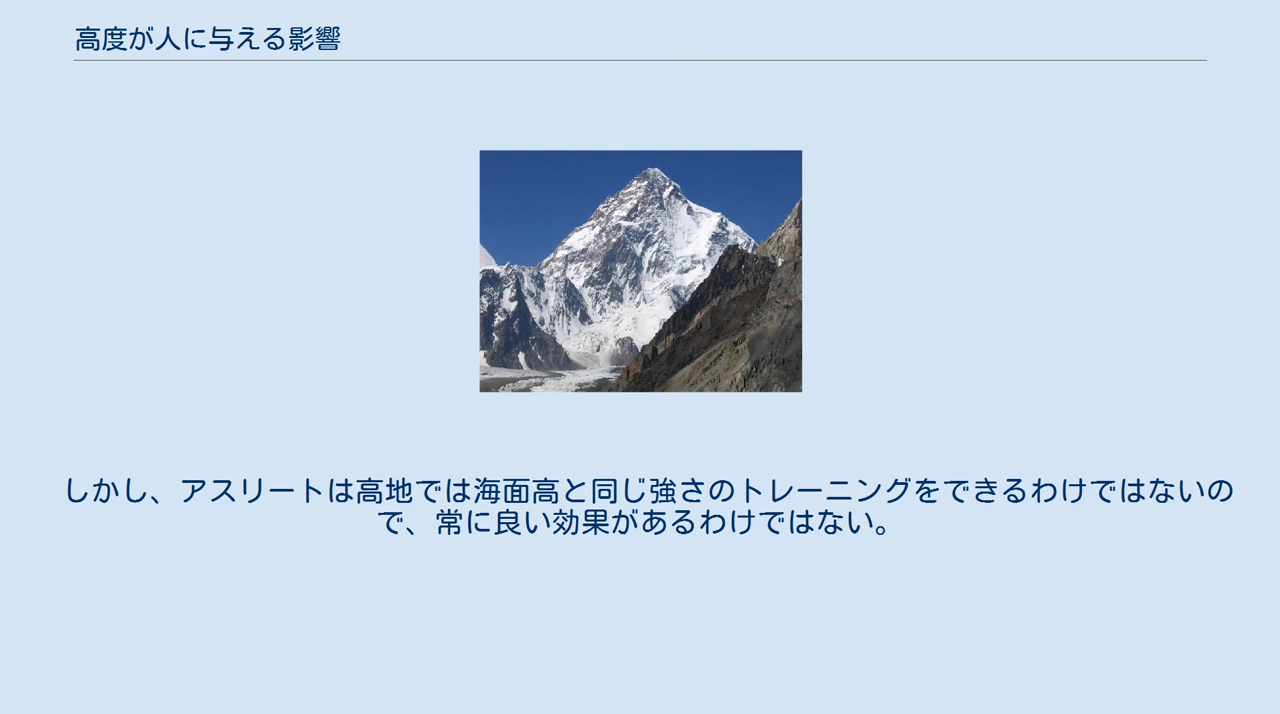 高度が人に与える影響
しかし、アスリートは高地では海面高と同じ強さのトレーニングをできるわけではないの
で、常に良い効果があるわけではない。